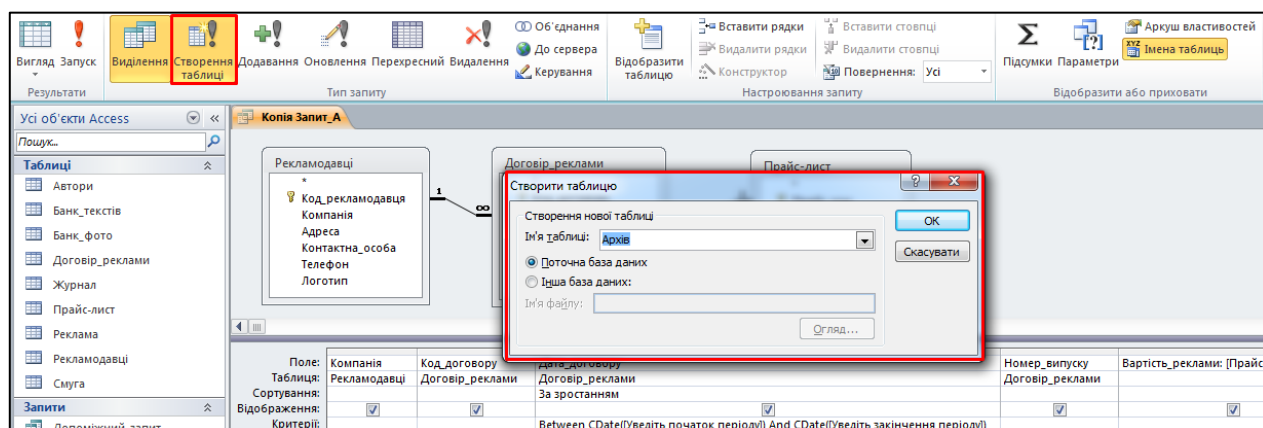 Вигляд Запуск Виділення Створення таблиці Додавання Оновлення Перехресний Видалення
Об'єднання
До сервера
Керування
Відобразити таблицю
Вставити рядки
Видалити рядки
Конструктор
Вставити стовпці
Видалити стовпці
Повернення: Усі
Підсумки Параметри
Аркуш властивостей
Імена таблиць
Результати Тип запиту Настроювання запиту Відобразити або приховати
Усі об'єкти Access
Пошук...
Таблиці
Автори
Банк_текстів
Банк_фото
Договір_реклами
Журнал
Прайс-лист
Реклама
Рекламодавці
Смуга
Запити
Допоміжний_запит
Копія Запит_А
Рекламодавці
*
Код_рекламодавця
Компанія
Адреса
Контактна_особа
Телефон
Логотип
1
∞
Договір_реклами
Прайс-лист
Створити таблицю
Створення нової таблиці
Ім'я таблиці: Архів
Поточна база даних
Інша база даних:
Ім'я файлу:
Огляд...
ОК
Скасувати
Поле: Компанія Код_договору Дата_договору Номер_випуску Вартість_реклами: [Прайс
Таблиця: Рекламодавці Договір_реклами Договір_реклами Договір_реклами
Сортування: За зростанням
Відображення:
Критерії: Between CDate([Уведіть початок періоду]) And CDate([Уведіть закінчення періоду])